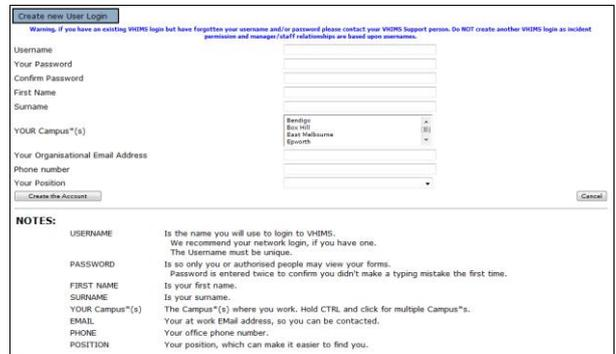 Create new User Login
Warning, if you have an existing VHIMS login but have forgotten your username and/or password please contact your VHIMS Support person. Do NOT create another VHIMS login as incident
permission and manager/staff relationships are based upon usernames.
Username
Your Password
Confirm Password
First Name
Surname
YOUR Campus"(s)
Bendigo
Box Hill
East Melbourne
Epworth
Your Organisational Email Address
Phone number
Your Position
Create the Account
Cancel
NOTES:
USERNAME Is the name you will use to login to VHIMS.
We recommend your network login, if you have one.
The Username must be unique.
PASSWORD Is so only you or authorised people may view your forms.
Password is entered twice to confirm you didn't make a typing mistake the first time.
FIRST NAME Is your first name.
SURNAME Is your surname.
YOUR Campus"(s) The Campus"(s) where you work. Hold CTRL and click for multiple Campus"s.
EMAIL Your at work EMail address, so you can be contacted.
PHONE Your office phone number.
POSITION Your position, which can make it easier to find you.